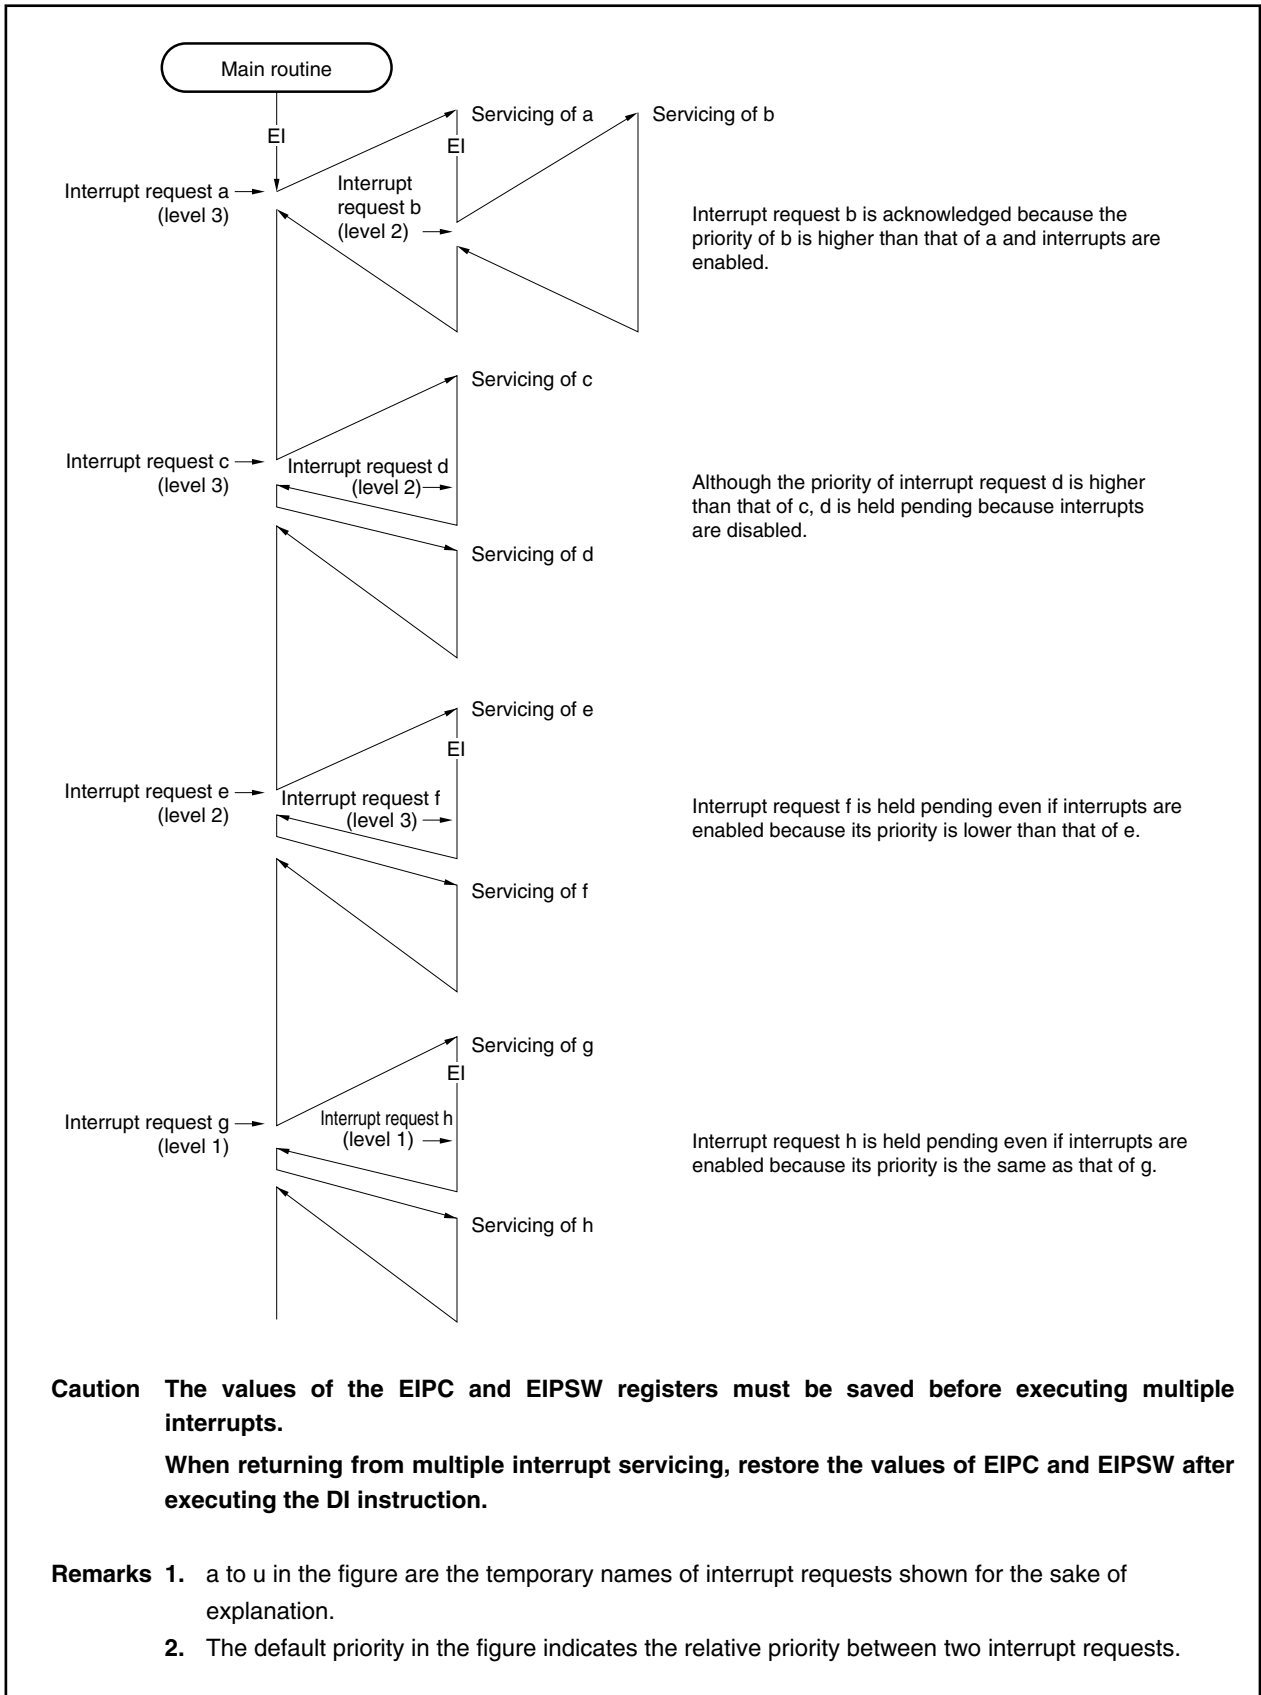 Main routine
EI
Servicing of a
Servicing of b
EI
Interrupt request a
(level 3)
Interrupt
request b
(level 2)
Interrupt request b is acknowledged because the
priority of b is higher than that of a and interrupts are
enabled.
Servicing of c
Interrupt request c
(level 3)
Interrupt request d
(level 2)
Although the priority of interrupt request d is higher
than that of c, d is held pending because interrupts
are disabled.
Servicing of d
Servicing of e
EI
Interrupt request e
(level 2)
Interrupt request f
(level 3)
Interrupt request f is held pending even if interrupts are
enabled because its priority is lower than that of e.
Servicing of f
Servicing of g
EI
Interrupt request g
(level 1)
Interrupt request h
(level 1)
Interrupt request h is held pending even if interrupts are
enabled because its priority is the same as that of g.
Servicing of h
Caution The values of the EIPC and EIPSW registers must be saved before executing multiple
interrupts.
When returning from multiple interrupt servicing, restore the values of EIPC and EIPSW after
executing the DI instruction.
Remarks 1. a to u in the figure are the temporary names of interrupt requests shown for the sake of
explanation.
2. The default priority in the figure indicates the relative priority between two interrupt requests.